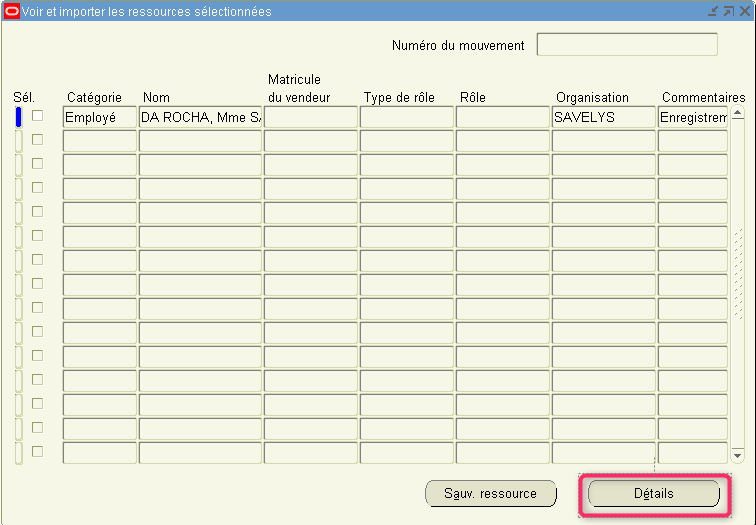 Voir et importer les ressources sélectionnées
Numéro du mouvement
Sél. Catégorie Nom Matricule du vendeur Type de rôle Rôle Organisation Commentaires
Employé DA ROCHA, Mme SA SAVELYS Enregistrem
Sauv. ressource Détails